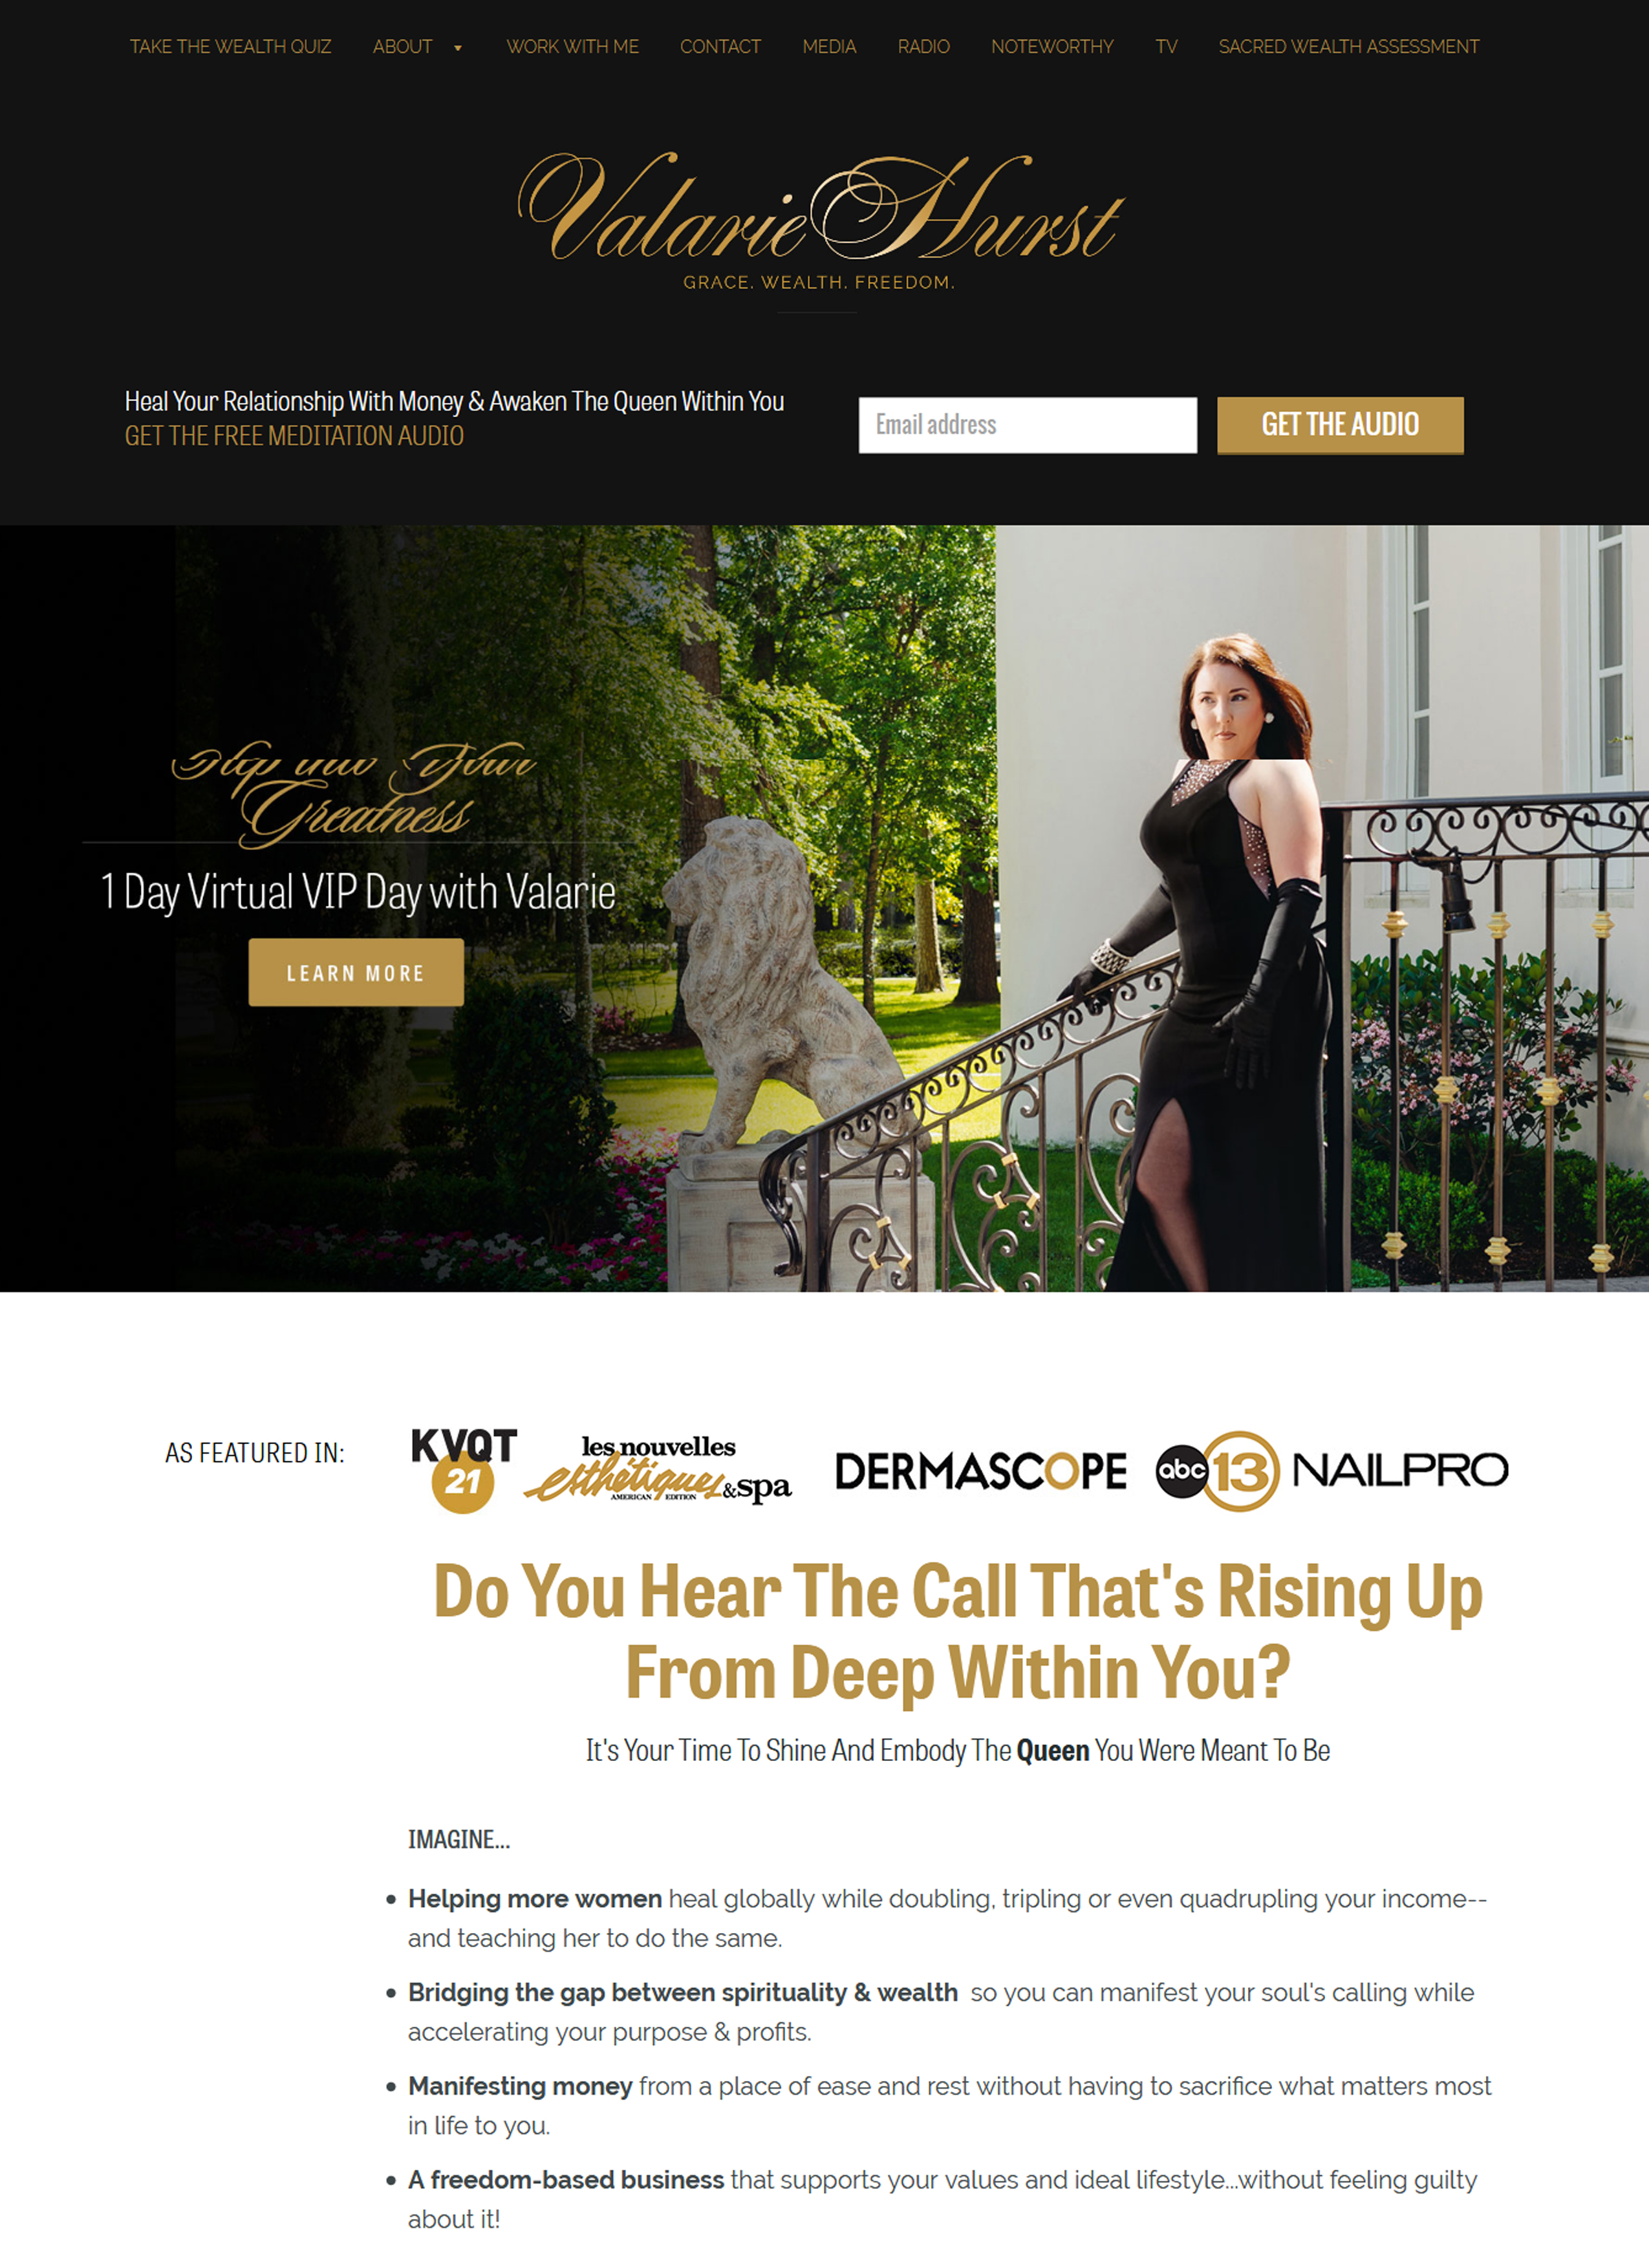 TAKE THE WEALTH QUIZ ABOUT WORK WITH ME CONTACT MEDIA RADIO NOTEWORTHY TV SACRED WEALTH ASSESSMENT
Valarie Hurst
GRACE. WEALTH. FREEDOM.
Heal Your Relationship With Money & Awaken The Queen Within You
GET THE FREE MEDITATION AUDIO
Email address
GET THE AUDIO
Your
Greatness
1 Day Virtual VIP Day with Valarie
LEARN MORE
AS FEATURED IN:
KVQT
21
les nouvelles
esthétiques
&spa
AMERICAN EDITION
DERMASCOPE
abc
13
NAILPRO
Do You Hear The Call That's Rising Up
From Deep Within You?
It's Your Time To Shine And Embody The Queen You Were Meant To Be
IMAGINE...
Helping more women heal globally while doubling, tripling or even quadrupling your income--
and teaching her to do the same.
Bridging the gap between spirituality & wealth so you can manifest your soul's calling while
accelerating your purpose & profits.
Manifesting money from a place of ease and rest without having to sacrifice what matters most
in life to you.
A freedom-based business that supports your values and ideal lifestyle...without feeling guilty
about it!